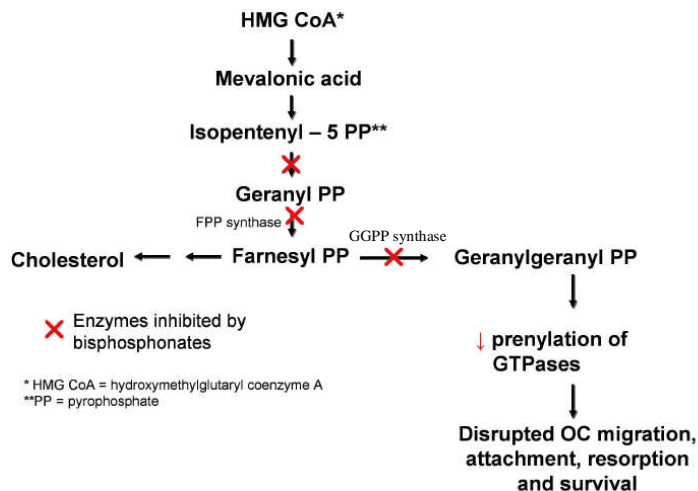 HMG CoA*
Mevalonic acid
Isopentenyl – 5 PP**
Geranyl PP
FPP synthase
GGPP synthase
Cholesterol
Farnesyl PP
Geranylgeranyl PP
Enzymes inhibited by
bisphosphonates
↓ prenylation of
GTPases
* HMG CoA = hydroxymethylglutaryl coenzyme A
**PP = pyrophosphate
Disrupted OC migration,
attachment, resorption
and survival